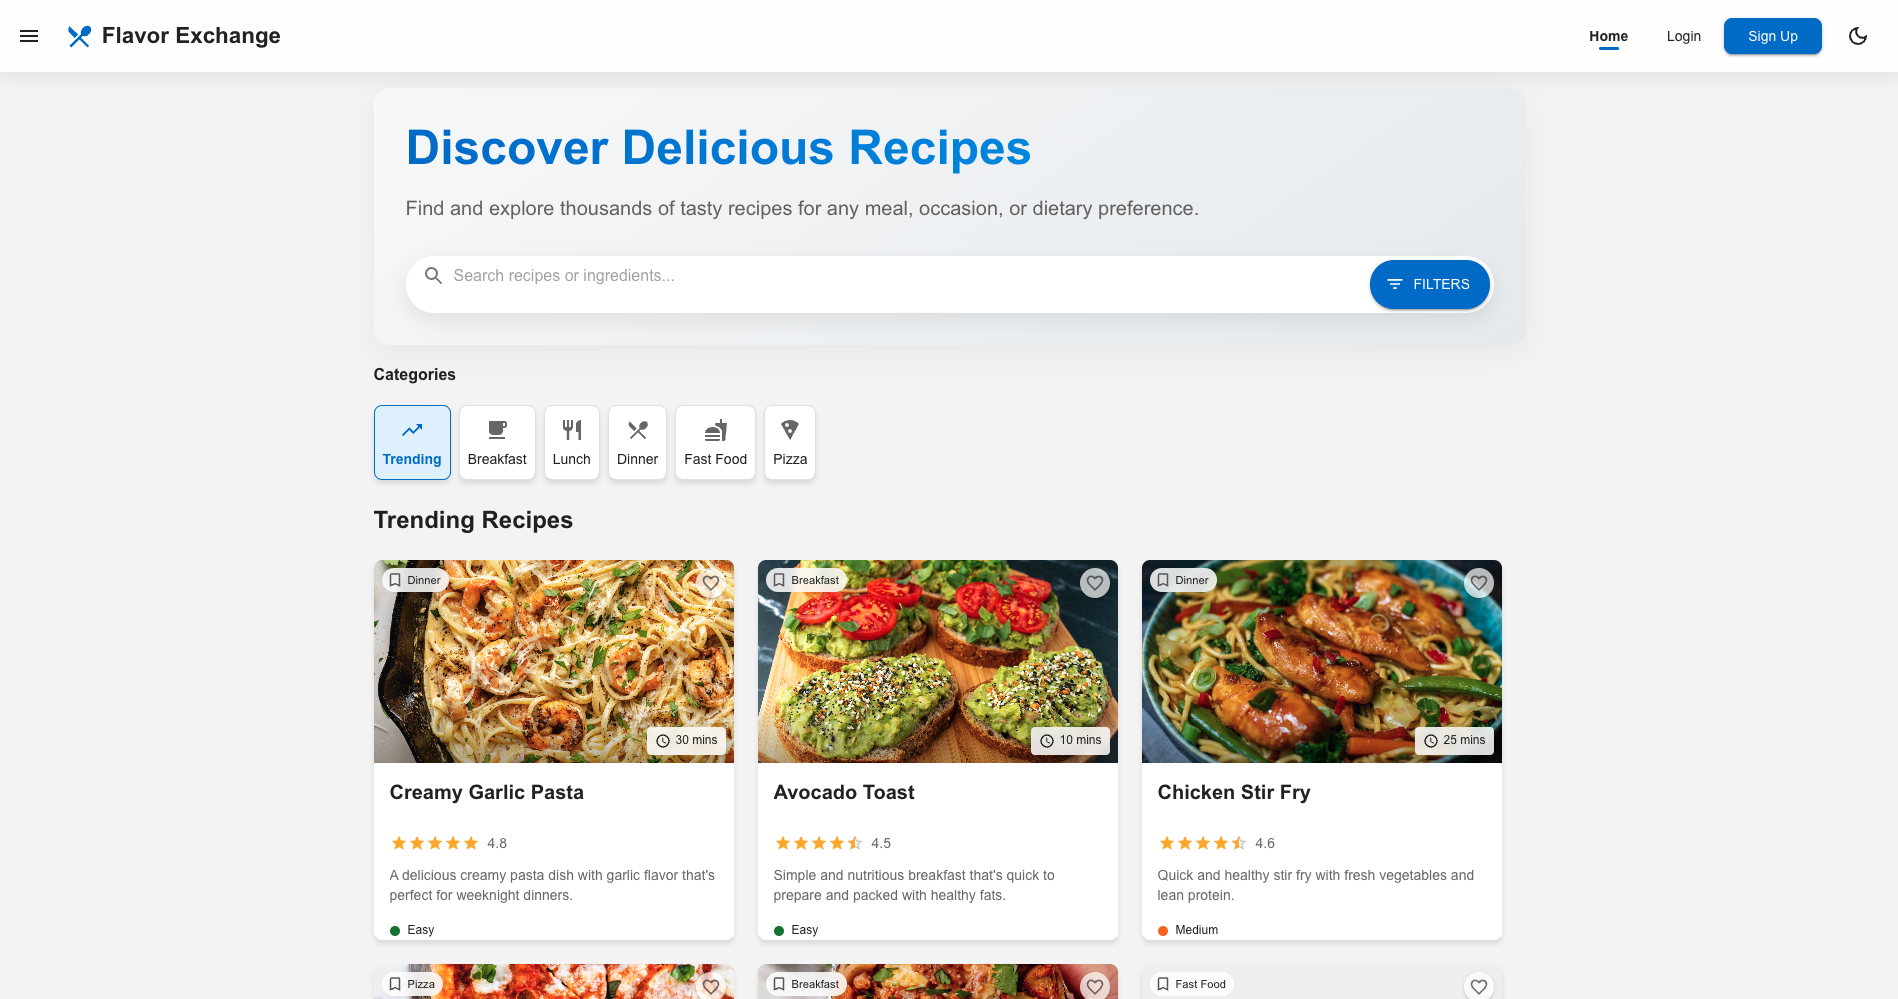 Flavor Exchange
Home
Login
Sign Up
Discover Delicious Recipes
Find and explore thousands of tasty recipes for any meal, occasion, or dietary preference.
Search recipes or ingredients...
FILTERS
Categories
Trending
Breakfast
Lunch
Dinner
Fast Food
Pizza
Trending Recipes
Dinner
30 mins
Creamy Garlic Pasta
4.8
A delicious creamy pasta dish with garlic flavor that's
perfect for weeknight dinners.
Easy
Breakfast
10 mins
Avocado Toast
4.5
Simple and nutritious breakfast that's quick to
prepare and packed with healthy fats.
Easy
Dinner
25 mins
Chicken Stir Fry
4.6
Quick and healthy stir fry with fresh vegetables and
lean protein.
Medium
Pizza
Breakfast
Fast Food